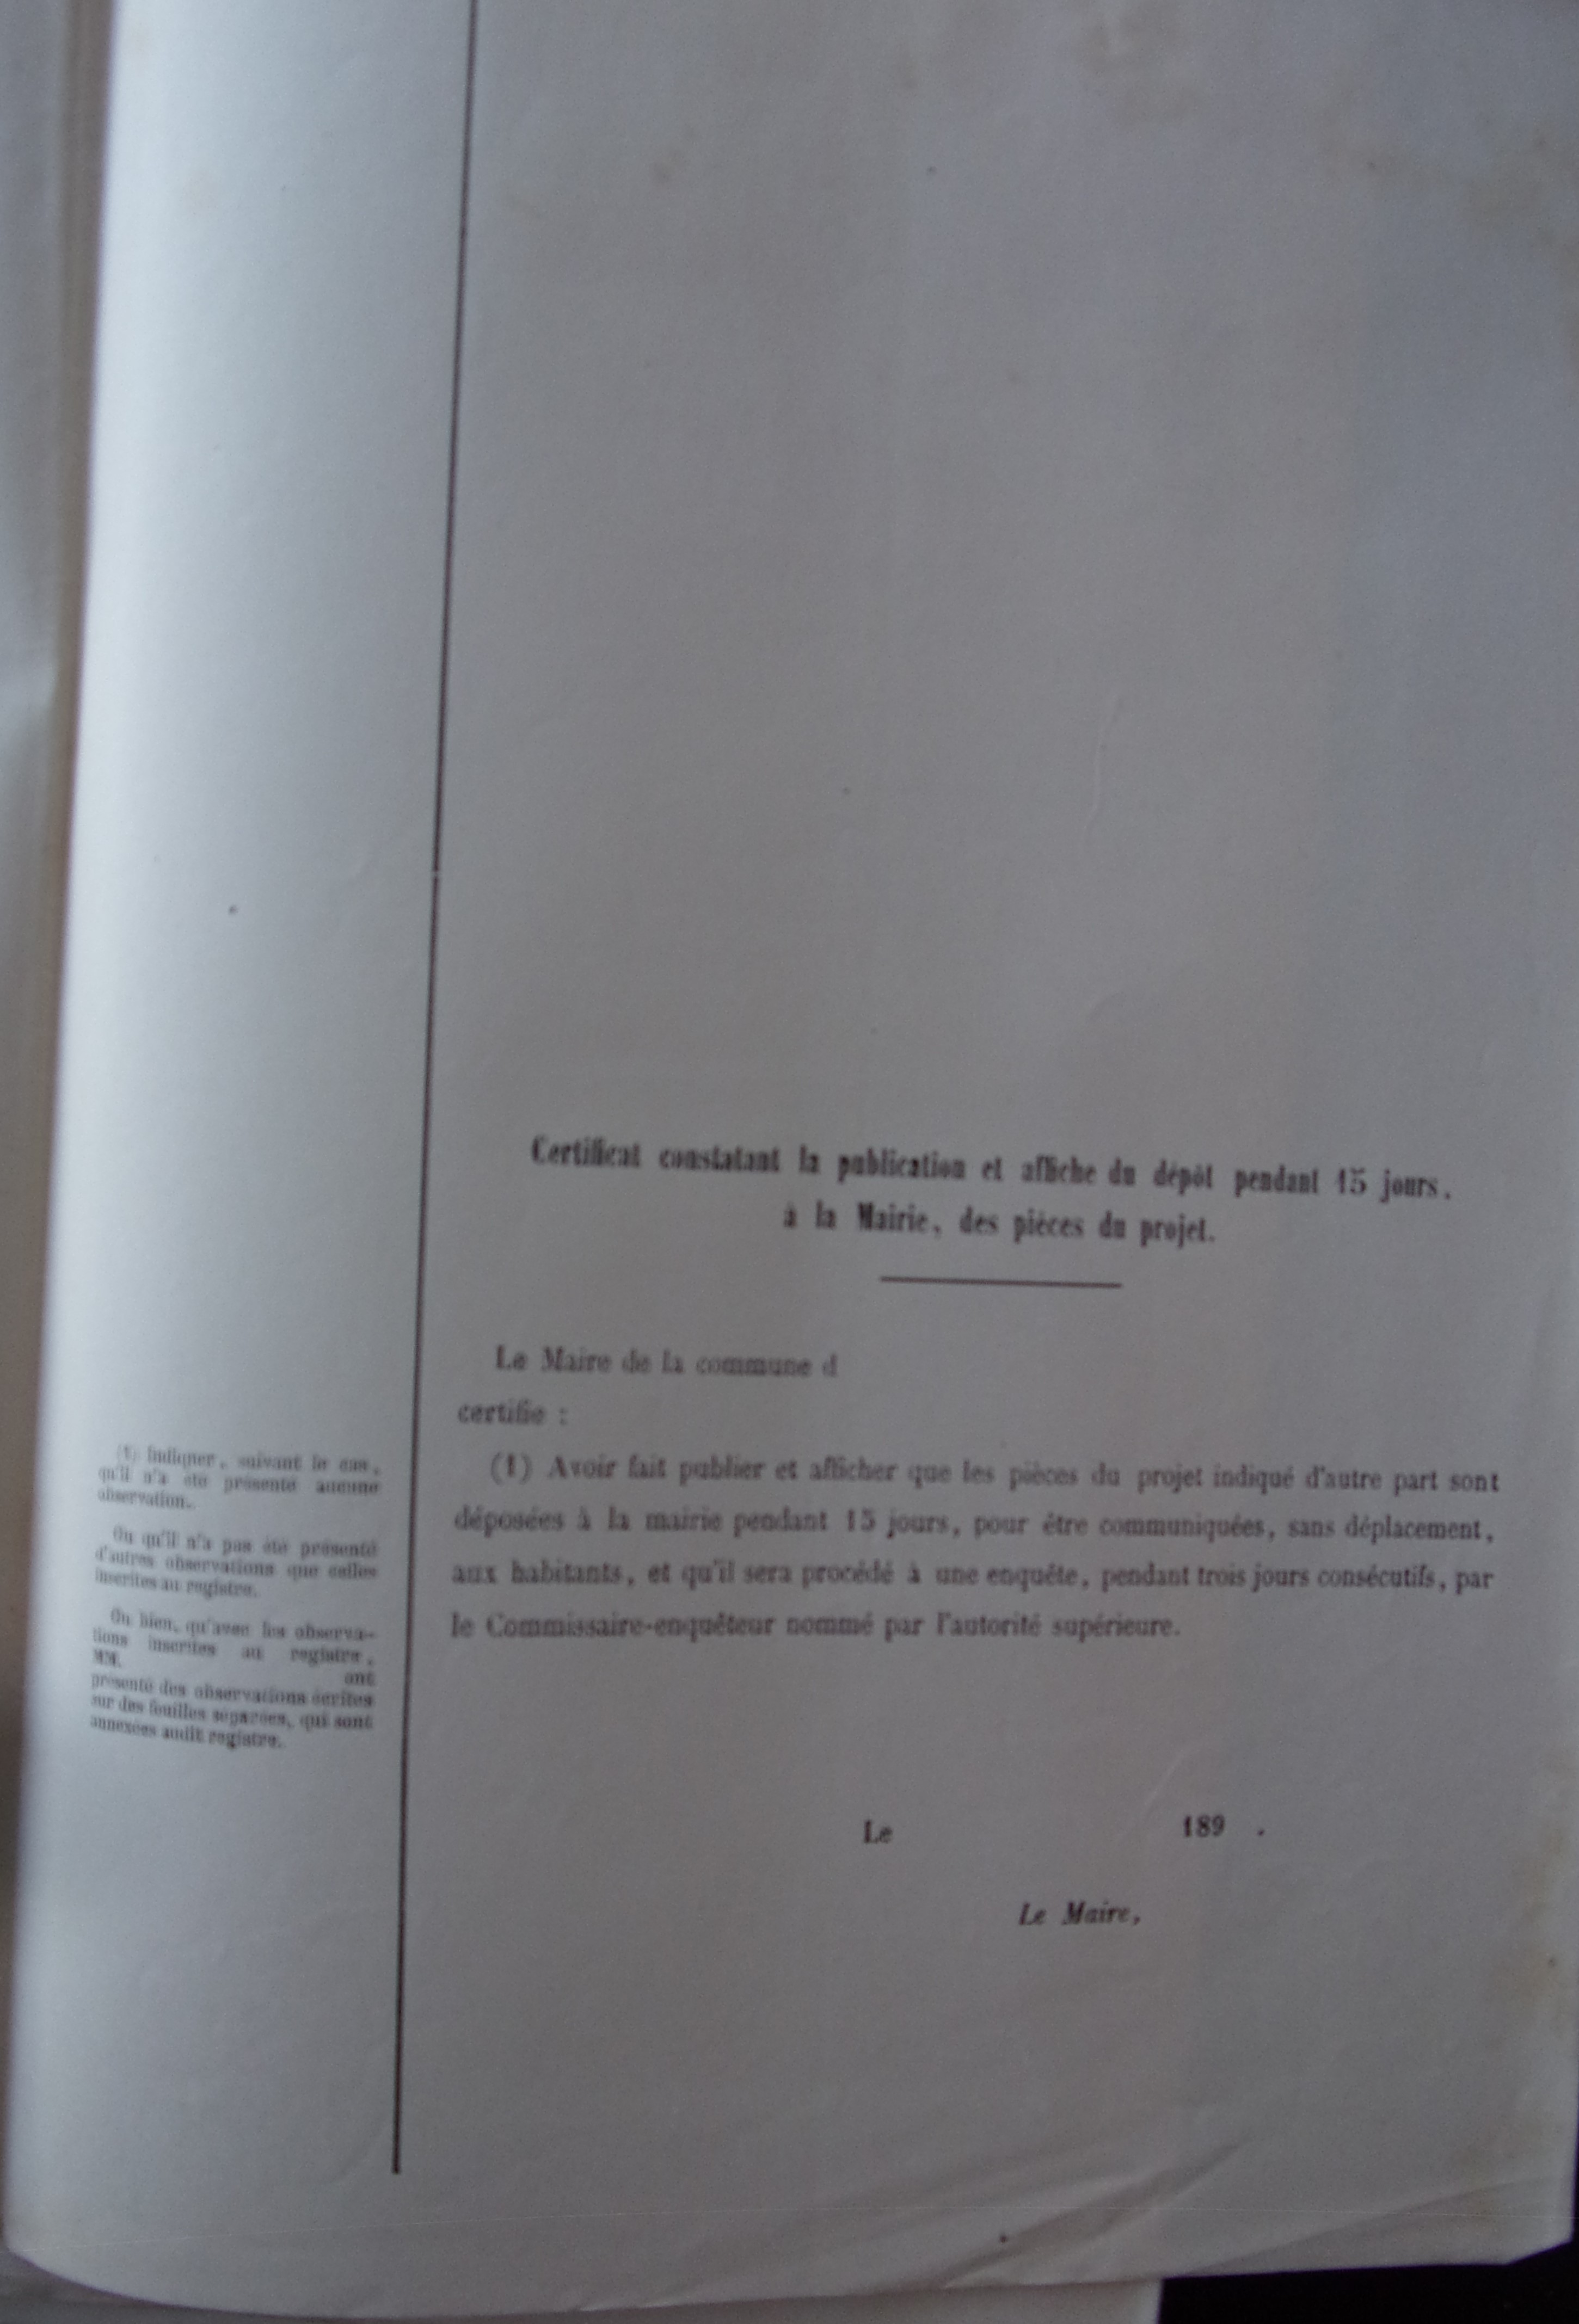 Certificat constatant la publication et affiche du dépôt pendant 15 jours,
à la Mairie, des pièces du projet.
Le Maire de la commune d
certifie :
(1) Avoir fait publier et afficher que les pièces du projet indiqué d'autre part sont
déposées à la mairie pendant 15 jours, pour être communiquées, sans déplacement,
aux habitants, et qu'il sera procédé à une enquête, pendant trois jours consécutifs, par
le Commissaire-enquêteur nommé par l'autorité supérieure.
(1) Indiquer, suivant le cas,
qu'il n'a été présenté aucune
observation.
Ou qu'il n'a pas été présenté
d'autres observations que celles
inscrites au registre.
Ou bien, qu'avec les observa-
tions inscrites au registre,
MM. ont
présenté des observations écrites
sur des feuilles séparées, qui sont
annexées audit registre.
Le 189 .
Le Maire,